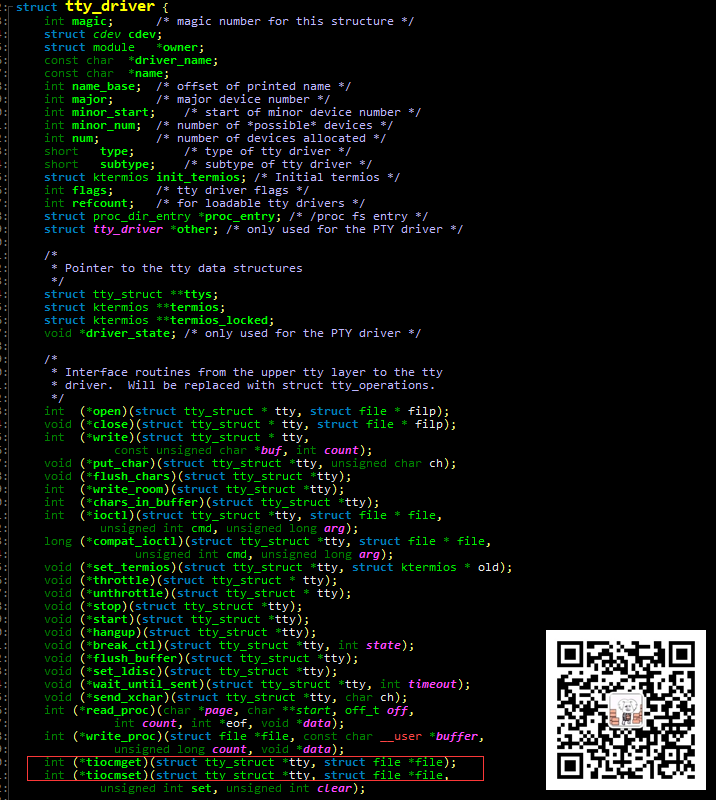 struct tty_driver {
int magic; /* magic number for this structure */
struct cdev cdev;
struct module *owner;
const char *driver_name;
const char *name;
int name_base; /* offset of printed name */
int major; /* major device number */
int minor_start; /* start of minor device number */
int minor_num; /* number of *possible* devices */
int num; /* number of devices allocated */
short type; /* type of tty driver */
short subtype; /* subtype of tty driver */
struct ktermios init_termios; /* Initial termios */
int flags; /* tty driver flags */
int refcount; /* for loadable tty drivers */
struct proc_dir_entry *proc_entry; /* /proc fs entry */
struct tty_driver *other; /* only used for the PTY driver */
/*
* Pointer to the tty data structures
*/
struct tty_struct **ttys;
struct ktermios **termios;
struct ktermios **termios_locked;
void *driver_state; /* only used for the PTY driver */
/*
* Interface routines from the upper tty layer to the tty
* driver. Will be replaced with struct tty_operations.
*/
int (*open)(struct tty_struct * tty, struct file * filp);
void (*close)(struct tty_struct * tty, struct file * filp);
int (*write)(struct tty_struct * tty,
const unsigned char *buf, int count);
void (*put_char)(struct tty_struct *tty, unsigned char ch);
void (*flush_chars)(struct tty_struct *tty);
int (*write_room)(struct tty_struct *tty);
int (*chars_in_buffer)(struct tty_struct *tty);
int (*ioctl)(struct tty_struct *tty, struct file * file,
unsigned int cmd, unsigned long arg);
long (*compat_ioctl)(struct tty_struct *tty, struct file * file,
unsigned int cmd, unsigned long arg);
void (*set_termios)(struct tty_struct *tty, struct ktermios * old);
void (*throttle)(struct tty_struct * tty);
void (*unthrottle)(struct tty_struct * tty);
void (*stop)(struct tty_struct *tty);
void (*start)(struct tty_struct *tty);
void (*hangup)(struct tty_struct *tty);
void (*break_ctl)(struct tty_struct *tty, int state);
void (*flush_buffer)(struct tty_struct *tty);
void (*set_ldisc)(struct tty_struct *tty);
void (*wait_until_sent)(struct tty_struct *tty, int timeout);
void (*send_xchar)(struct tty_struct *tty, char ch);
int (*read_proc)(char *page, char **start, off_t off,
int count, int *eof, void *data);
int (*write_proc)(struct file *file, const char __user *buffer,
unsigned long count, void *data);
int (*tiocmget)(struct tty_struct *tty, struct file *file);
int (*tiocmset)(struct tty_struct *tty, struct file *file,
unsigned int set, unsigned int clear);